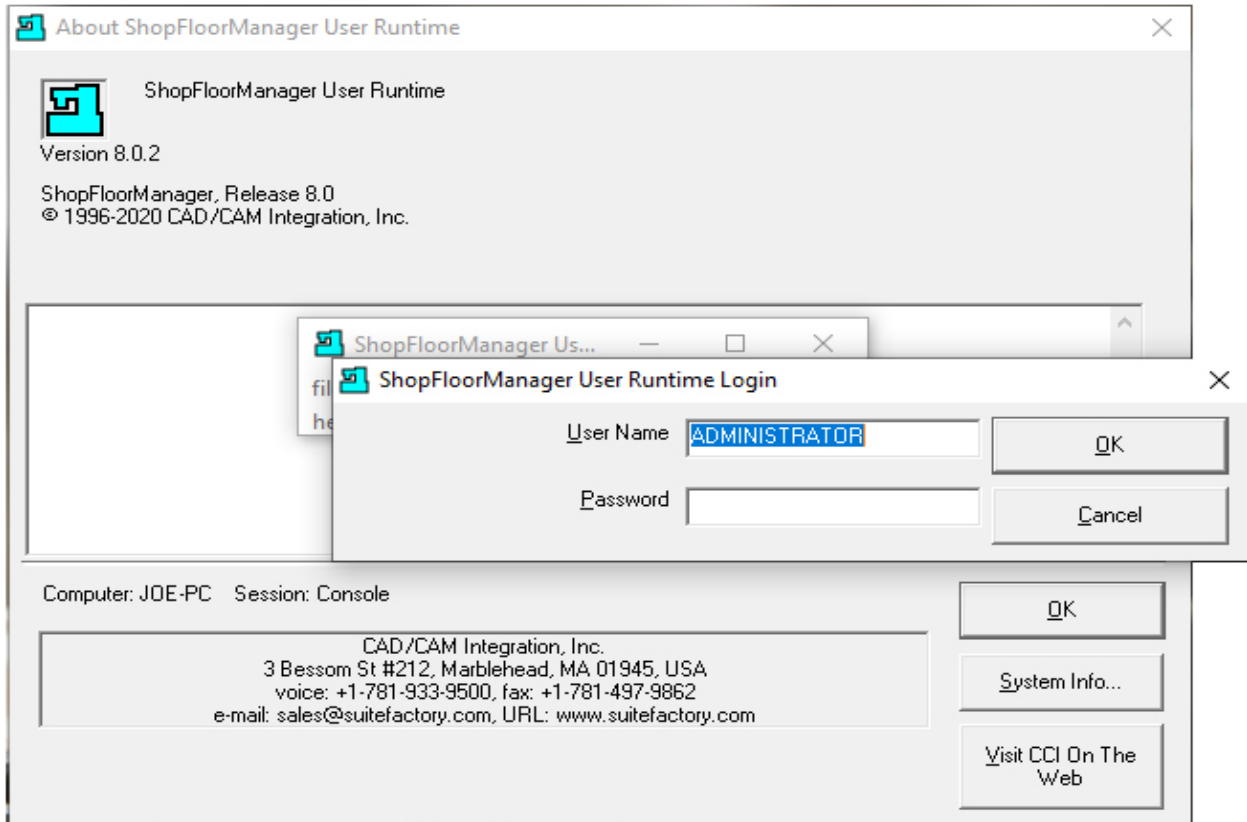 About ShopFloorManager User Runtime
ShopFloorManager User Runtime
Version 8.0.2
ShopFloorManager, Release 8.0
© 1996-2020 CAD/CAM Integration, Inc.
ShopFloorManager Us...
fil
he
ShopFloorManager User Runtime Login
User Name
ADMINISTRATOR
OK
Password
Cancel
Computer: JOE-PC Session: Console
OK
CAD/CAM Integration, Inc.
3 Bessom St #212, Marblehead, MA 01945, USA
voice: +1-781-933-9500, fax: +1-781-497-9862
e-mail: sales@suitefactory.com, URL: www.suitefactory.com
System Info...
Visit CCI On The
Web